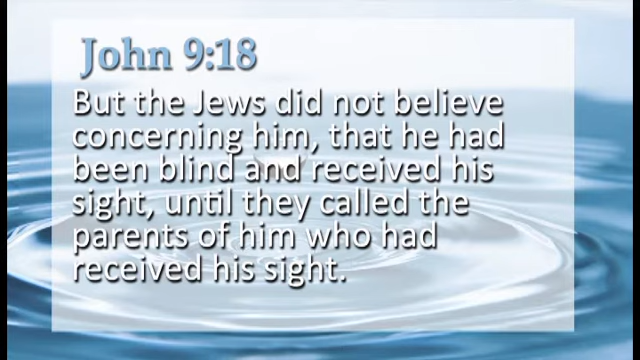 John 9:18
But the Jews did not believe
concerning him, that he had
been blind and received his
sight, until they called the
parents of him who had
received his sight.